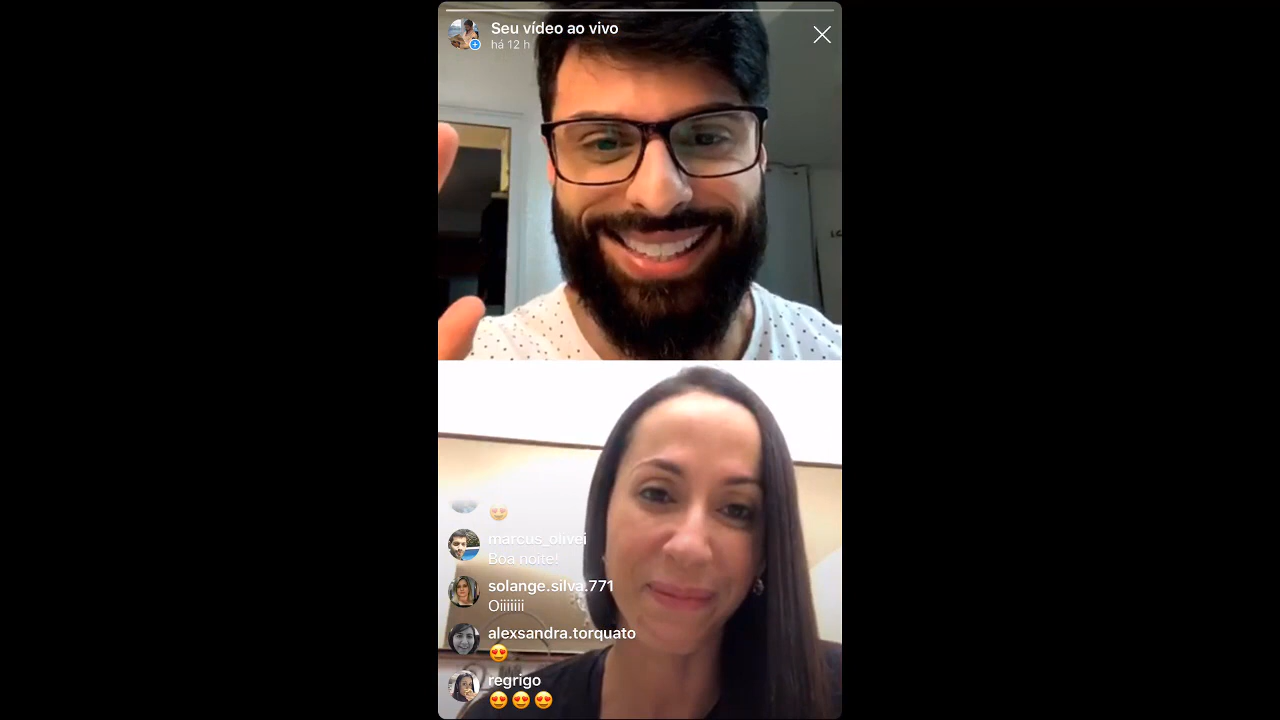 Seu vídeo ao vivo
há 12 h
😍
marcus_olivei
Boa noite!
solange.silva.771
Oiiiiiii
alexsandra.torquato
😍
regrigo
😍😍😍